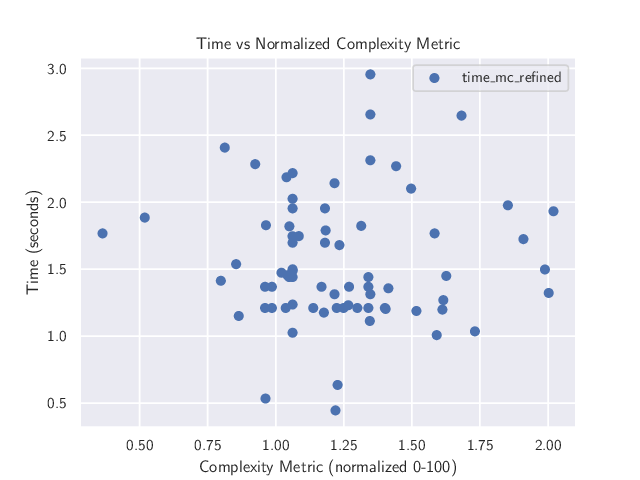 Time vs Normalized Complexity Metric
time_mc_refined
3.0
2.5
2.0
1.5
1.0
0.5
Time (seconds)
0.50 0.75 1.00 1.25 1.50 1.75 2.00
Complexity Metric (normalized 0-100)